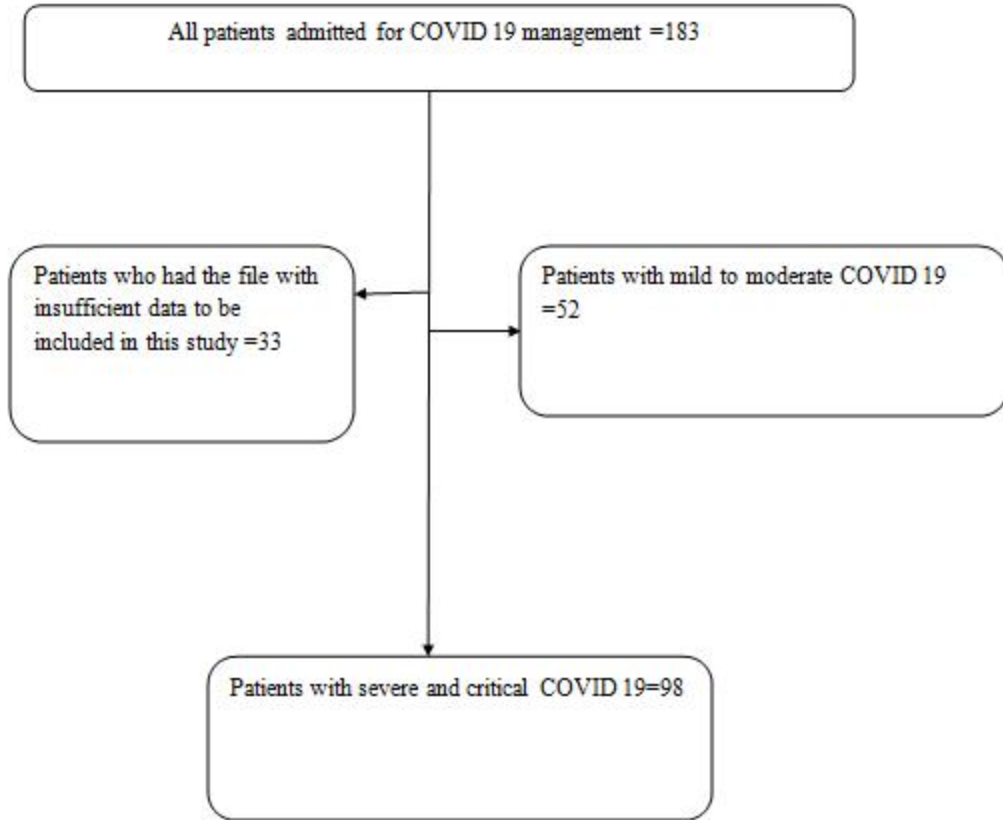 All patients admitted for COVID 19 management =183
Patients who had the file with
insufficient data to be
included in this study =33
Patients with mild to moderate COVID 19
=52
Patients with severe and critical COVID 19=98